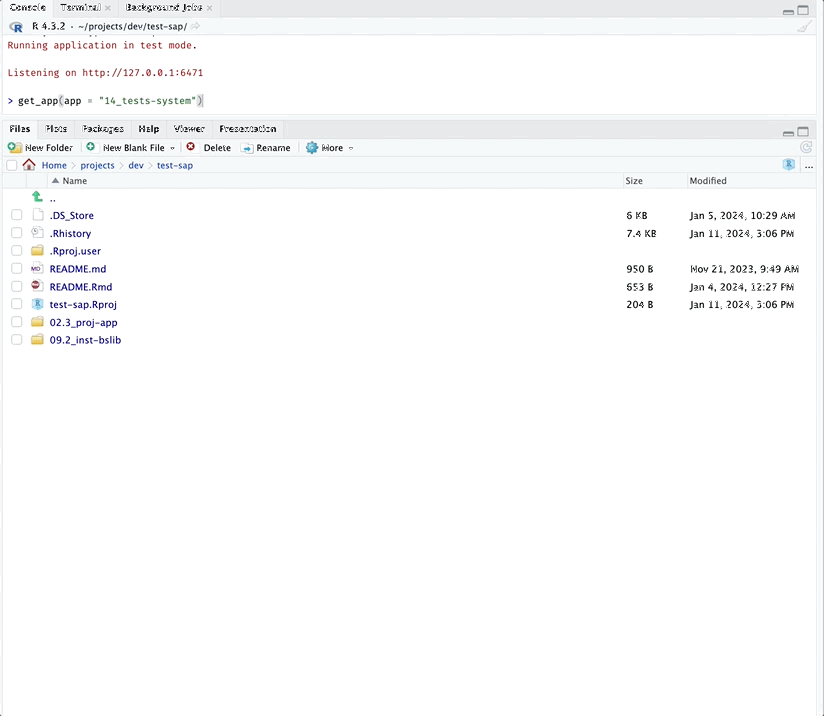 Console Terminal × Background Jobs ×
R 4.3.2 · ~/projects/dev/test-sap/
Running application in test mode.
Listening on http://127.0.0.1:6471
> get_app(app = "14_tests-system")
Files Plots Packages Help Viewer Presentation
New Folder New Blank File Delete Rename More
Home projects dev test-sap ...
Name Size Modified
..
.DS_Store 6 KB Jan 5, 2024, 10:29 AM
.Rhistory 7.4 KB Jan 11, 2024, 3:06 PM
.Rproj.user
README.md 950 B Nov 21, 2023, 9:49 AM
README.Rmd 653 B Jan 4, 2024, 12:27 PM
test-sap.Rproj 204 B Jan 11, 2024, 3:06 PM
02.3_proj-app
09.2_inst-bslib